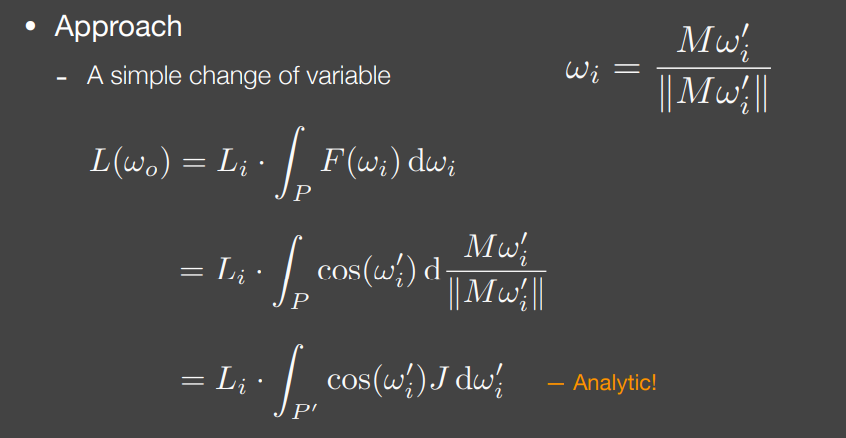 • Approach
- A simple change of variable
$\omega_i = \frac{M\omega_i'}{\|M\omega_i'\|}$
$L(\omega_o) = L_i \cdot \int_P F(\omega_i)\, \mathrm{d}\omega_i$
$= L_i \cdot \int_P \cos(\omega_i')\, \mathrm{d}\frac{M\omega_i'}{\|M\omega_i'\|}$
$= L_i \cdot \int_{P'} \cos(\omega_i') J\, \mathrm{d}\omega_i'$ — Analytic!